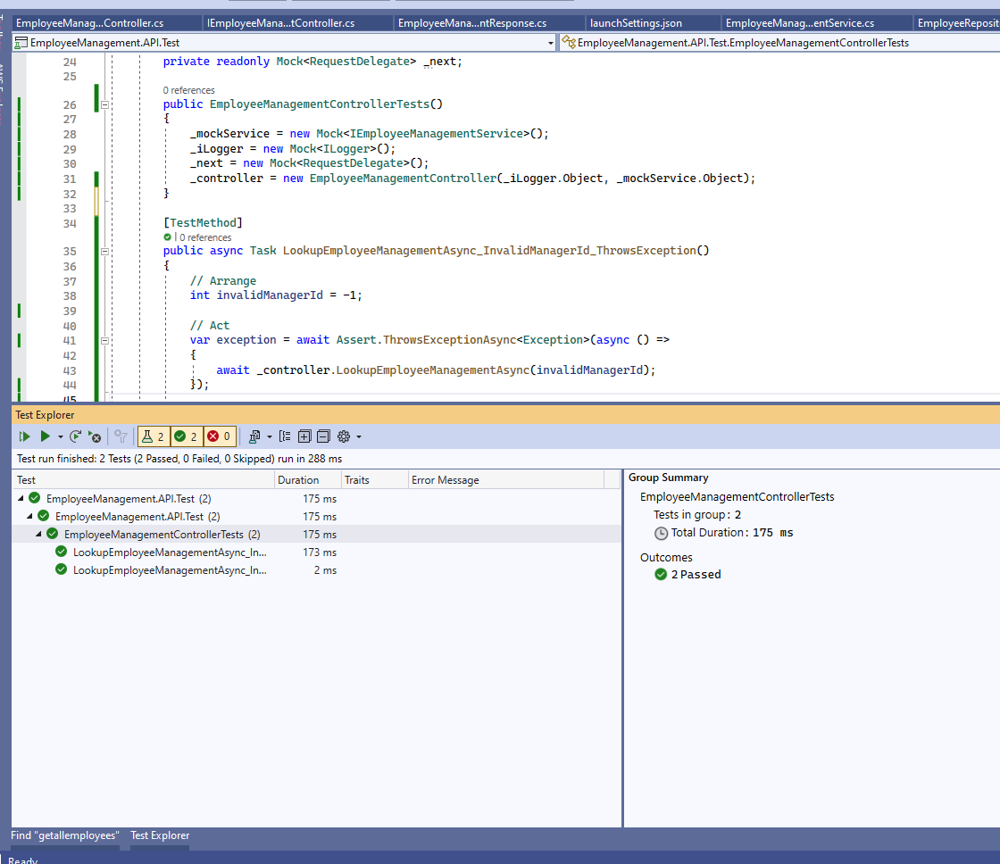 EmployeeManag...Controller.cs IEmployeeMana...tController.cs EmployeeMana...ntResponse.cs launchSettings.json EmployeeManag...entService.cs EmployeeReposit
EmployeeManagement.API.Test EmployeeManagement.API.Test.EmployeeManagementControllerTests
24 private readonly Mock<RequestDelegate> _next;
25
0 references
26 public EmployeeManagementControllerTests()
27 {
28 _mockService = new Mock<IEmployeeManagementService>();
29 _iLogger = new Mock<ILogger>();
30 _next = new Mock<RequestDelegate>();
31 _controller = new EmployeeManagementController(_iLogger.Object, _mockService.Object);
32 }
33
34 [TestMethod]
| 0 references
35 public async Task LookupEmployeeManagementAsync_InvalidManagerId_ThrowsException()
36 {
37 // Arrange
38 int invalidManagerId = -1;
39
40 // Act
41 var exception = await Assert.ThrowsExceptionAsync<Exception>(async () =>
42 {
43 await _controller.LookupEmployeeManagementAsync(invalidManagerId);
44 });
45
Test Explorer
2 2 0
Test run finished: 2 Tests (2 Passed, 0 Failed, 0 Skipped) run in 288 ms
Test Duration Traits Error Message
EmployeeManagement.API.Test (2) 175 ms
EmployeeManagement.API.Test (2) 175 ms
EmployeeManagementControllerTests (2) 175 ms
LookupEmployeeManagementAsync_In... 173 ms
LookupEmployeeManagementAsync_In... 2 ms
Group Summary
EmployeeManagementControllerTests
Tests in group: 2
Total Duration: 175 ms
Outcomes
2 Passed
Find "getallemployees" Test Explorer
Ready